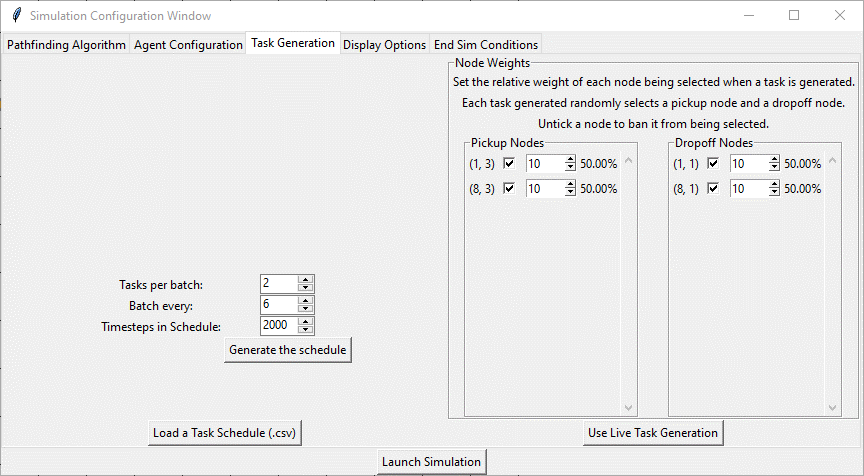 Simulation Configuration Window
Pathfinding Algorithm Agent Configuration Task Generation Display Options End Sim Conditions
Node Weights
Set the relative weight of each node being selected when a task is generated.
Each task generated randomly selects a pickup node and a dropoff node.
Untick a node to ban it from being selected.
Pickup Nodes
(1, 3) 10 50.00%
(8, 3) 10 50.00%
Dropoff Nodes
(1, 1) 10 50.00%
(8, 1) 10 50.00%
Tasks per batch: 2
Batch every: 6
Timesteps in Schedule: 2000
Generate the schedule
Load a Task Schedule (.csv)
Use Live Task Generation
Launch Simulation